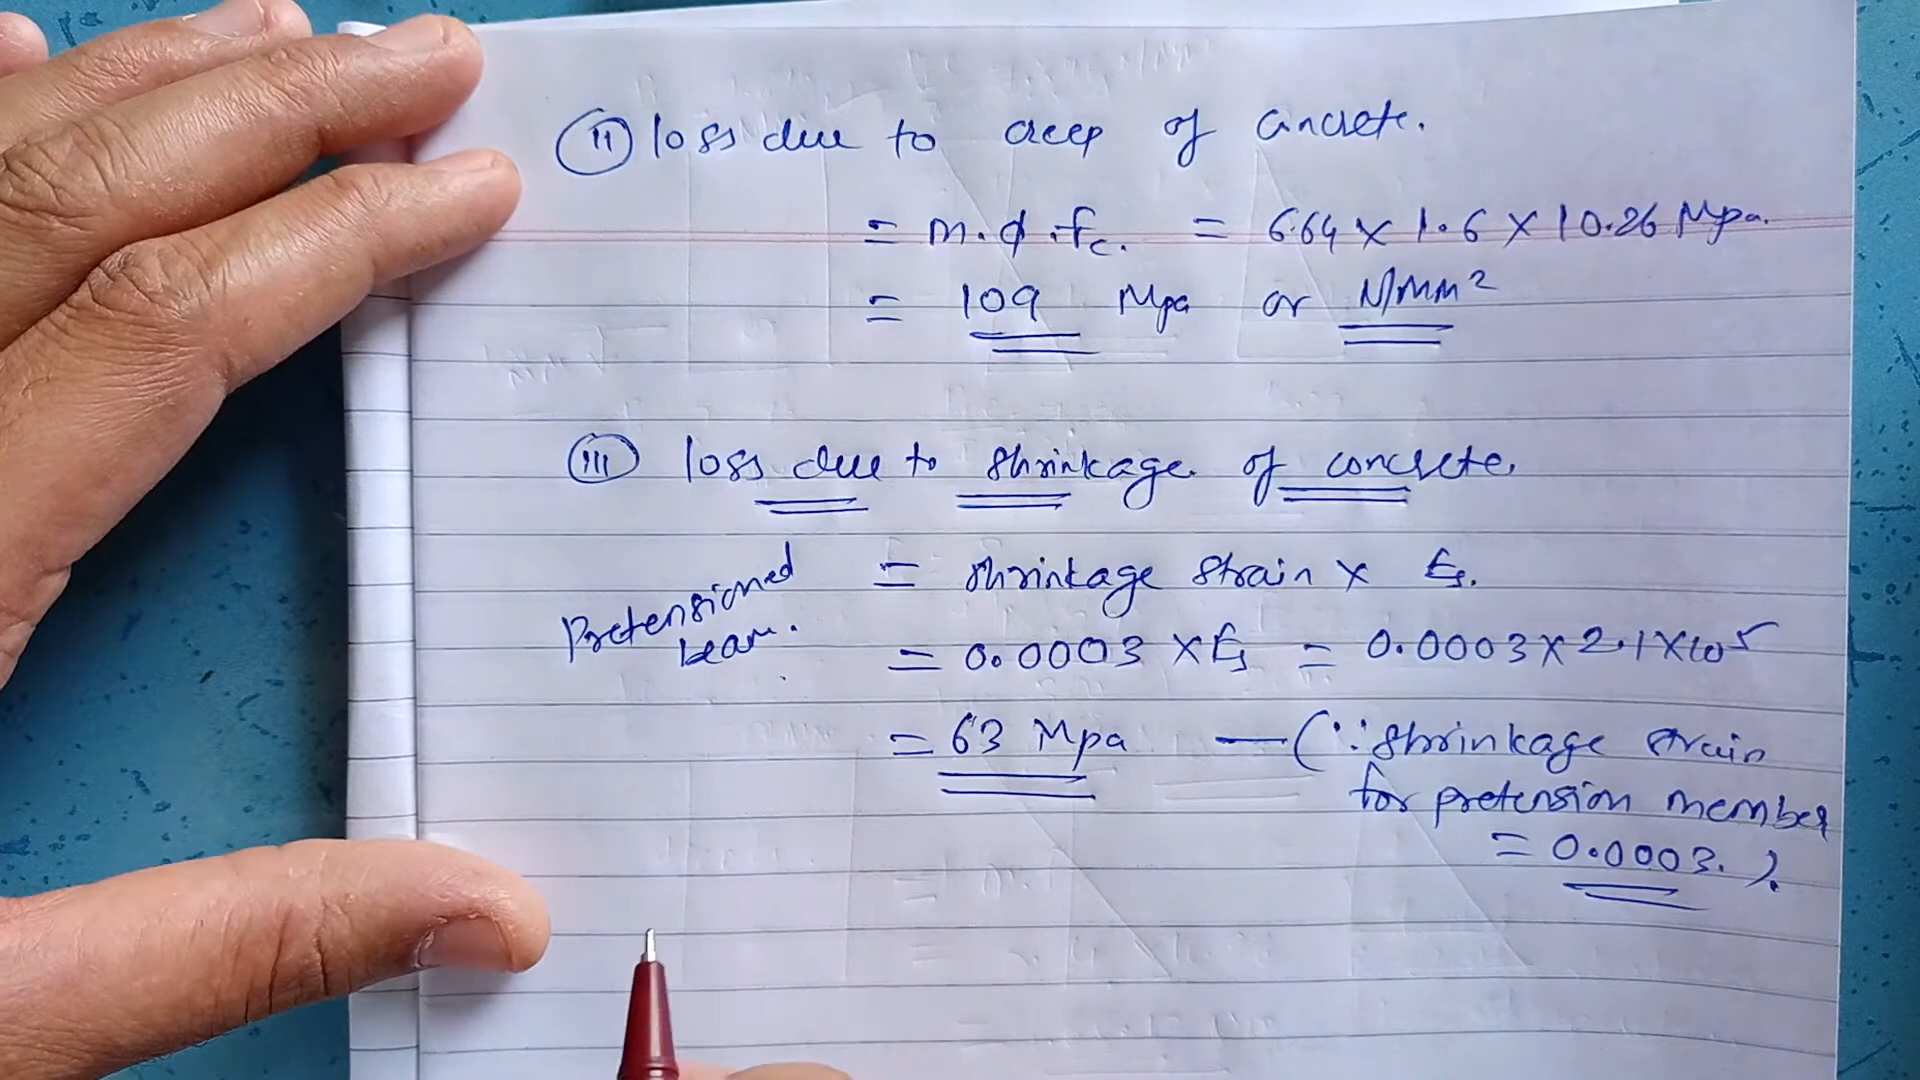 (ii) loss due to creep of concrete.
= m.φ.fc. = 6.64 × 1.6 × 10.26 Mpa.
= 109 Mpa or N/mm²
(iii) loss due to shrinkage of concrete.
Pretensioned beam.
= shrinkage strain × Es.
= 0.0003 × Es = 0.0003 × 2.1 × 10⁵
= 63 Mpa — (∵ shrinkage strain
for pretension member
= 0.0003.).